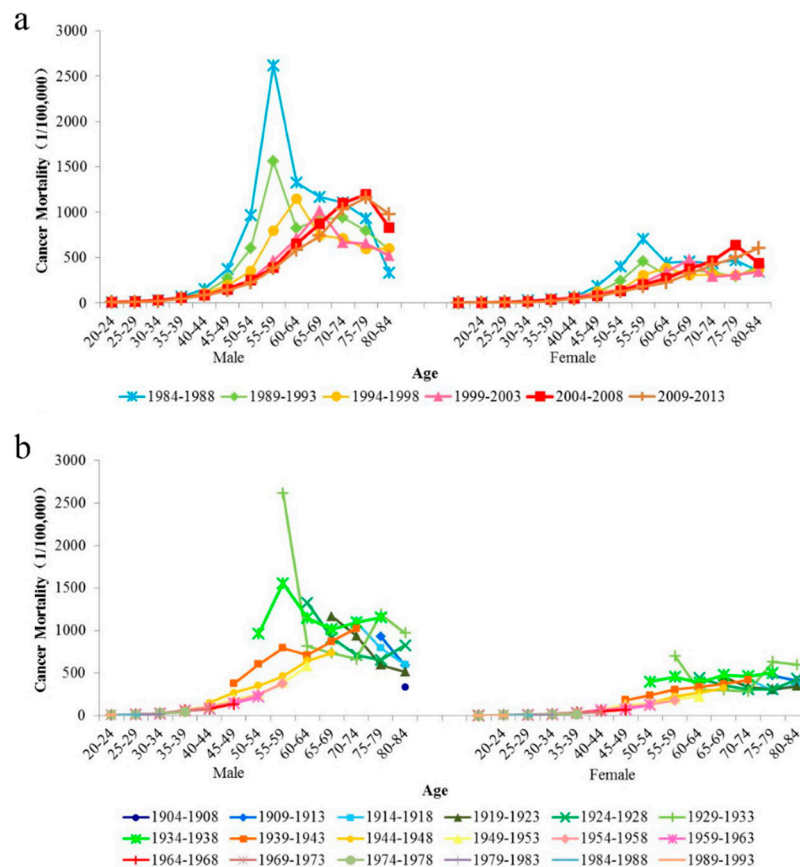 a
3000
2500
2000
1500
1000
500
0
Cancer Mortality (1/100,000)
20-24 25-29 30-34 35-39 40-44 45-49 50-54 55-59 60-64 65-69 70-74 75-79 80-84 20-24 25-29 30-34 35-39 40-44 45-49 50-54 55-59 60-64 65-69 70-74 75-79 80-84
Male Female
Age
1984-1988 1989-1993 1994-1998 1999-2003 2004-2008 2009-2013
b
3000
2500
2000
1500
1000
500
0
Cancer Mortality (1/100,000)
20-24 25-29 30-34 35-39 40-44 45-49 50-54 55-59 60-64 65-69 70-74 75-79 80-84 20-24 25-29 30-34 35-39 40-44 45-49 50-54 55-59 60-64 65-69 70-74 75-79 80-84
Male Female
Age
1904-1908 1909-1913 1914-1918 1919-1923 1924-1928 1929-1933
1934-1938 1939-1943 1944-1948 1949-1953 1954-1958 1959-1963
1964-1968 1969-1973 1974-1978 1979-1983 1984-1988 1989-1993